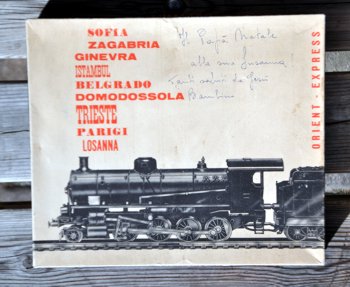 SOFIA
ZAGABRIA
GINEVRA
ISTAMBUL
BELGRADO
DOMODOSSOLA
TRIESTE
PARIGI
LOSANNA
Papà Natale
alla sua Susanna
Tanti saluti da Gesù
Bambino
ORIENT - EXPRESS